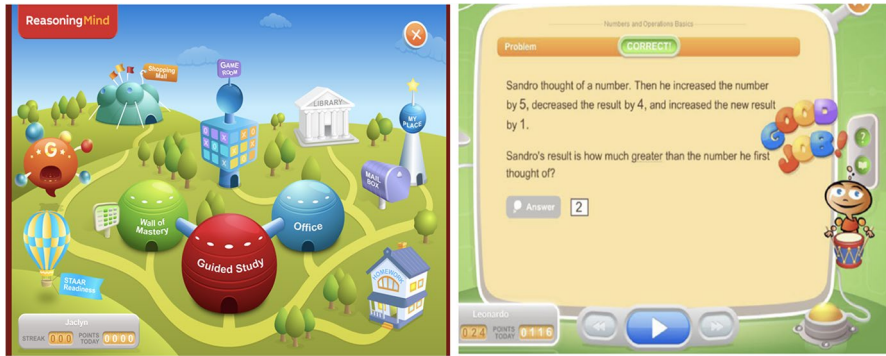 ReasoningMind
Shopping
Mall
GAME
ROOM
LIBRARY
MY
PLACE
G
MAIL
BOX
Wall of
Mastery
Office
Guided Study
HOMEWORK
STAAR
Readiness
Jaclyn
STREAK 000 POINTS TODAY 0000
Numbers and Operations Basics
Problem CORRECT!
Sandro thought of a number. Then he increased the number
by 5, decreased the result by 4, and increased the new result
by 1.
GOOD
JOB!
Sandro's result is how much greater than the number he first
thought of?
Answer 2
?
Leonardo
024 POINTS TODAY 0116